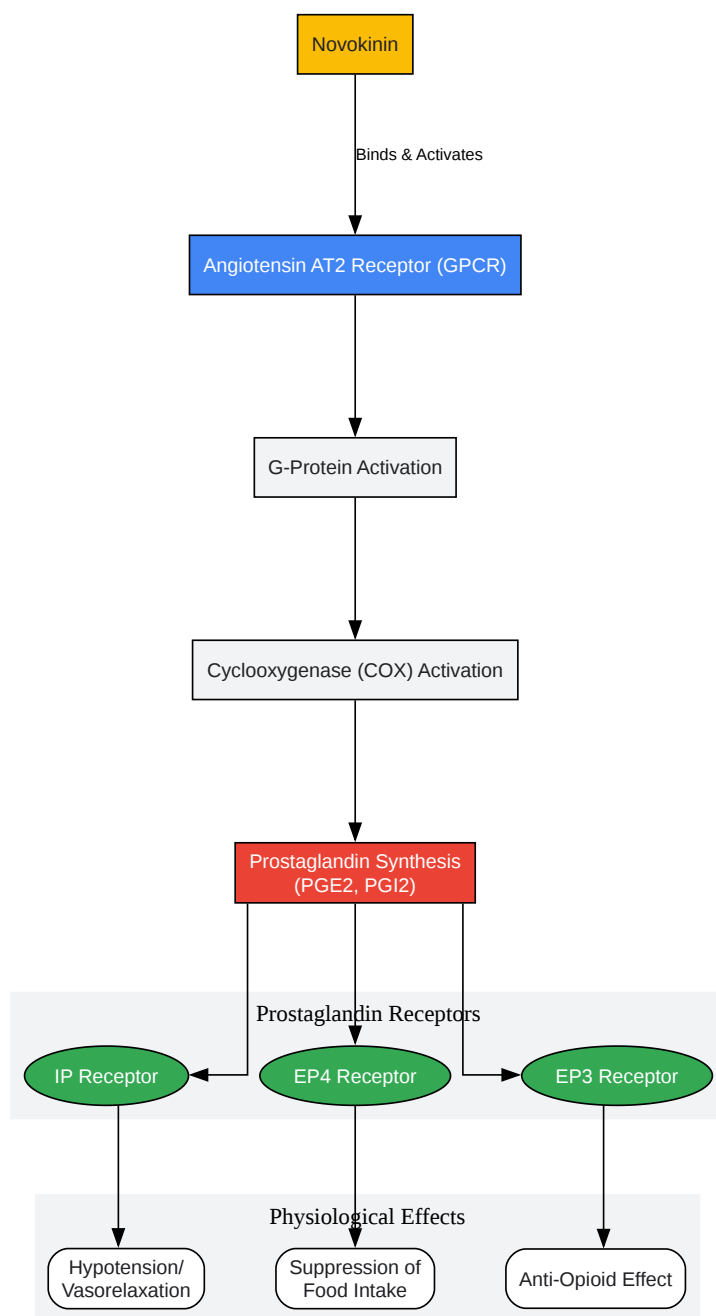 Novokinin
Binds & Activates
Angiotensin AT2 Receptor (GPCR)
G-Protein Activation
Cyclooxygenase (COX) Activation
Prostaglandin Synthesis
(PGE2, PGI2)
Prostaglandin Receptors
IP Receptor
EP4 Receptor
EP3 Receptor
Physiological Effects
Hypotension/
Vasorelaxation
Suppression of
Food Intake
Anti-Opioid Effect